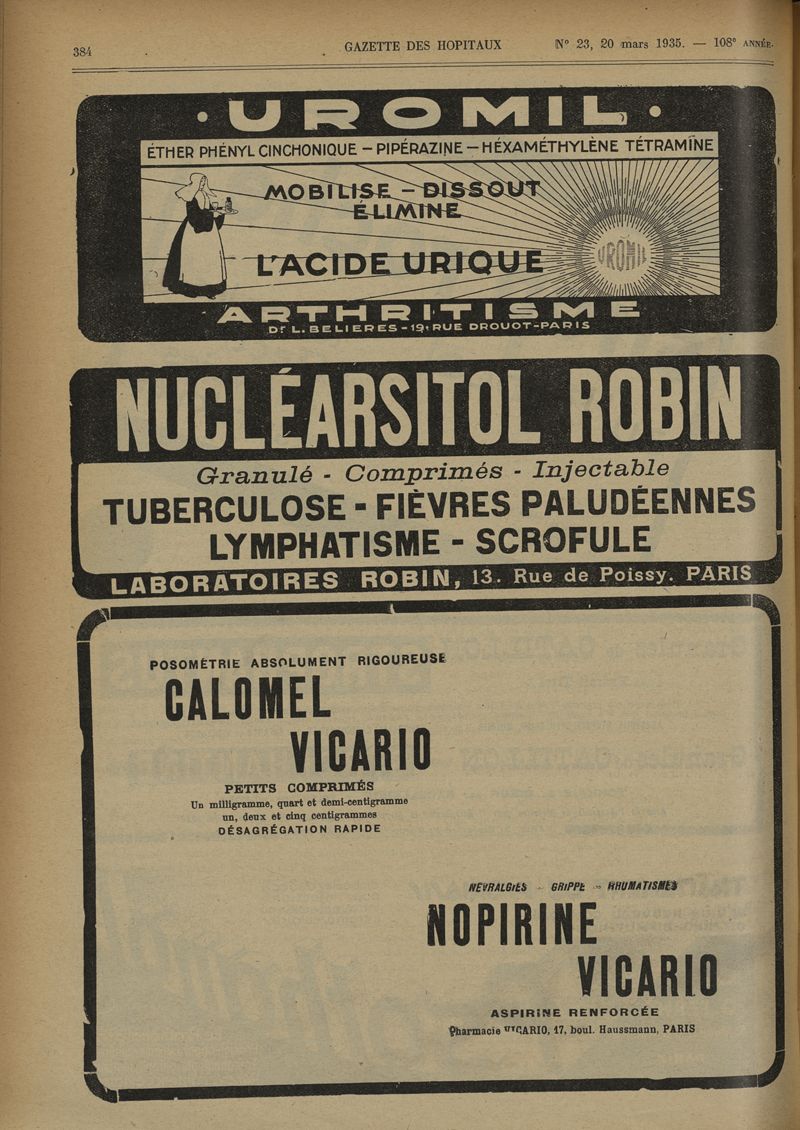 384
GAZETTE DES HOPITAUX
N° 23, 20 mars 1935. — 108e ANNÉE.
· UROMIL ·
ÉTHER PHÉNYL CINCHONIQUE – PIPÉRAZINE – HÉXAMÉTHYLÈNE TÉTRAMÎNE
MOBILISE – DISSOUT
ÉLIMINE
L'ACIDE URIQUE
UROMIL
ARTHRITISME
Dr L. BELIERES – 19, RUE DROUOT – PARIS
NUCLÉARSITOL ROBIN
Granulé - Comprimés - Injectable
TUBERCULOSE - FIÈVRES PALUDÉENNES
LYMPHATISME - SCROFULE
LABORATOIRES ROBIN, 13. Rue de Poissy. PARIS
POSOMÉTRIE ABSOLUMENT RIGOUREUSE
CALOMEL
VICARIO
PETITS COMPRIMÉS
Un milligramme, quart et demi-centigramme
un, deux et cinq centigrammes
DÉSAGRÉGATION RAPIDE
NÉVRALGIES - GRIPPE - RHUMATISMES
NOPIRINE
VICARIO
ASPIRINE RENFORCÉE
Pharmacie VICARIO, 17, boul. Haussmann, PARIS